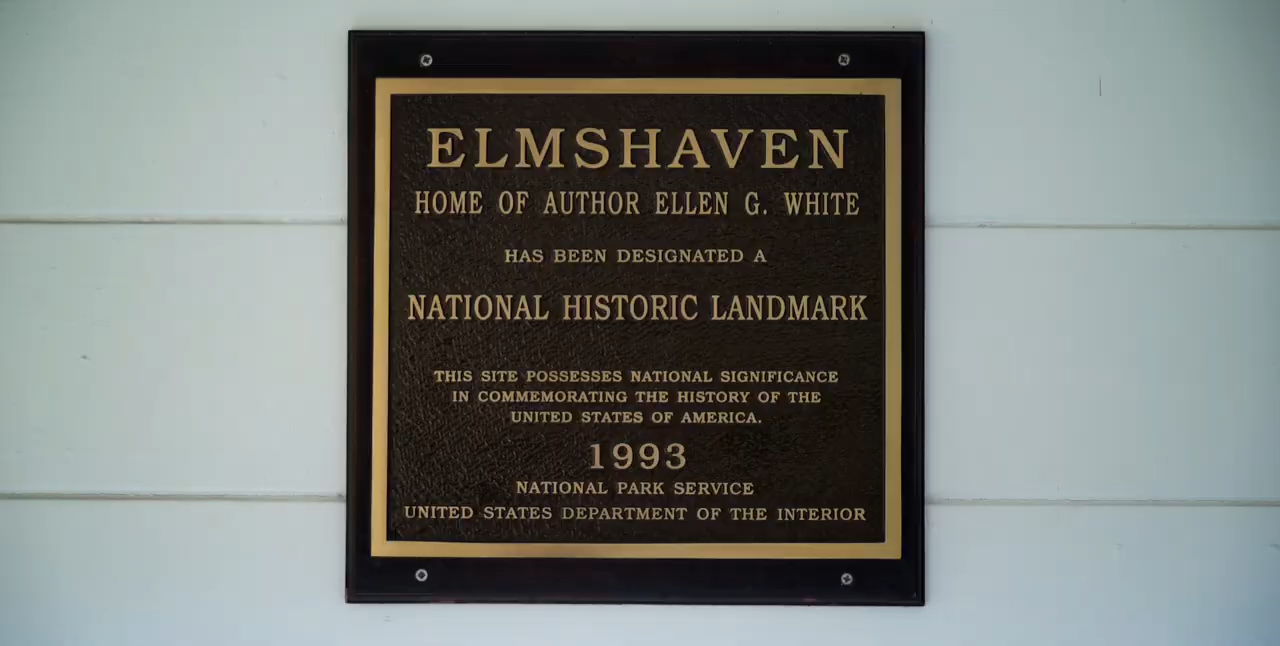 ELMSHAVEN
HOME OF AUTHOR ELLEN G. WHITE
HAS BEEN DESIGNATED A
NATIONAL HISTORIC LANDMARK
THIS SITE POSSESSES NATIONAL SIGNIFICANCE
IN COMMEMORATING THE HISTORY OF THE
UNITED STATES OF AMERICA.
1993
NATIONAL PARK SERVICE
UNITED STATES DEPARTMENT OF THE INTERIOR